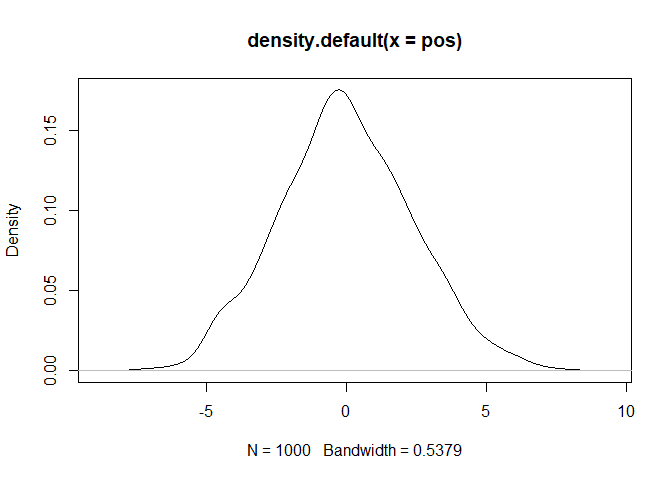 density.default(x = pos)
Density
0.15
0.10
0.05
0.00
-5
0
5
10
N = 1000   Bandwidth = 0.5379